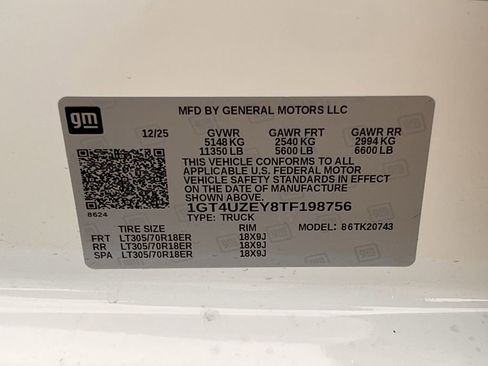 gm
MFD BY GENERAL MOTORS LLC
12/25 GVWR GAWR FRT GAWR RR
5148 KG 2540 KG 2994 KG
11350 LB 5600 LB 6600 LB
THIS VEHICLE CONFORMS TO ALL
APPLICABLE U.S. FEDERAL MOTOR
VEHICLE SAFETY STANDARDS IN EFFECT
ON THE DATE OF MANUFACTURE
SHOWN ABOVE.
8624
1GT4UZEY8TF198756
TYPE: TRUCK
TIRE SIZE RIM MODEL: 86TK20743
FRT LT305/70R18ER 18X9J
RR LT305/70R18ER 18X9J
SPA LT305/70R18ER 18X9J